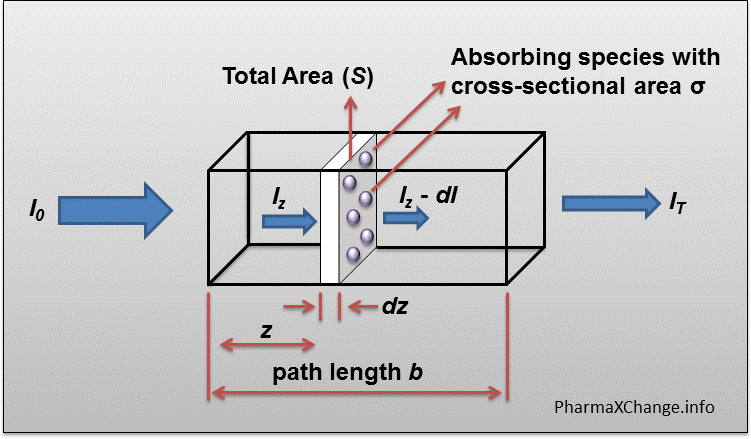 Absorbing species with
cross-sectional area σ
Total Area (S)
I0
Iz
Iz - dI
IT
dz
z
path length b
PharmaXChange.info